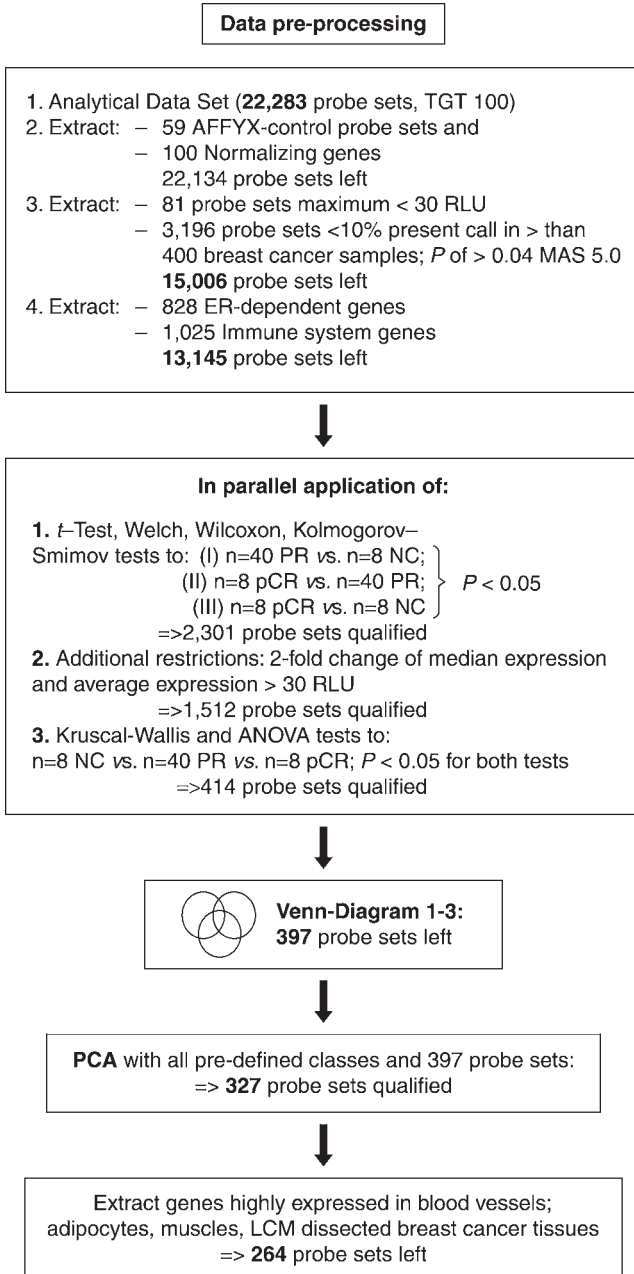 Data pre-processing
1. Analytical Data Set (22,283 probe sets, TGT 100)
2. Extract: – 59 AFFYX-control probe sets and
– 100 Normalizing genes
22,134 probe sets left
3. Extract: – 81 probe sets maximum < 30 RLU
– 3,196 probe sets <10% present call in > than
400 breast cancer samples; P of > 0.04 MAS 5.0
15,006 probe sets left
4. Extract: – 828 ER-dependent genes
– 1,025 Immune system genes
13,145 probe sets left
In parallel application of:
1. t–Test, Welch, Wilcoxon, Kolmogorov–
Smimov tests to: (I) n=40 PR vs. n=8 NC;
(II) n=8 pCR vs. n=40 PR;
P < 0.05
(III) n=8 pCR vs. n=8 NC
=>2,301 probe sets qualified
2. Additional restrictions: 2-fold change of median expression
and average expression > 30 RLU
=>1,512 probe sets qualified
3. Kruscal-Wallis and ANOVA tests to:
n=8 NC vs. n=40 PR vs. n=8 pCR; P < 0.05 for both tests
=>414 probe sets qualified
Venn-Diagram 1-3:
397 probe sets left
PCA with all pre-defined classes and 397 probe sets:
=> 327 probe sets qualified
Extract genes highly expressed in blood vessels;
adipocytes, muscles, LCM dissected breast cancer tissues
=> 264 probe sets left